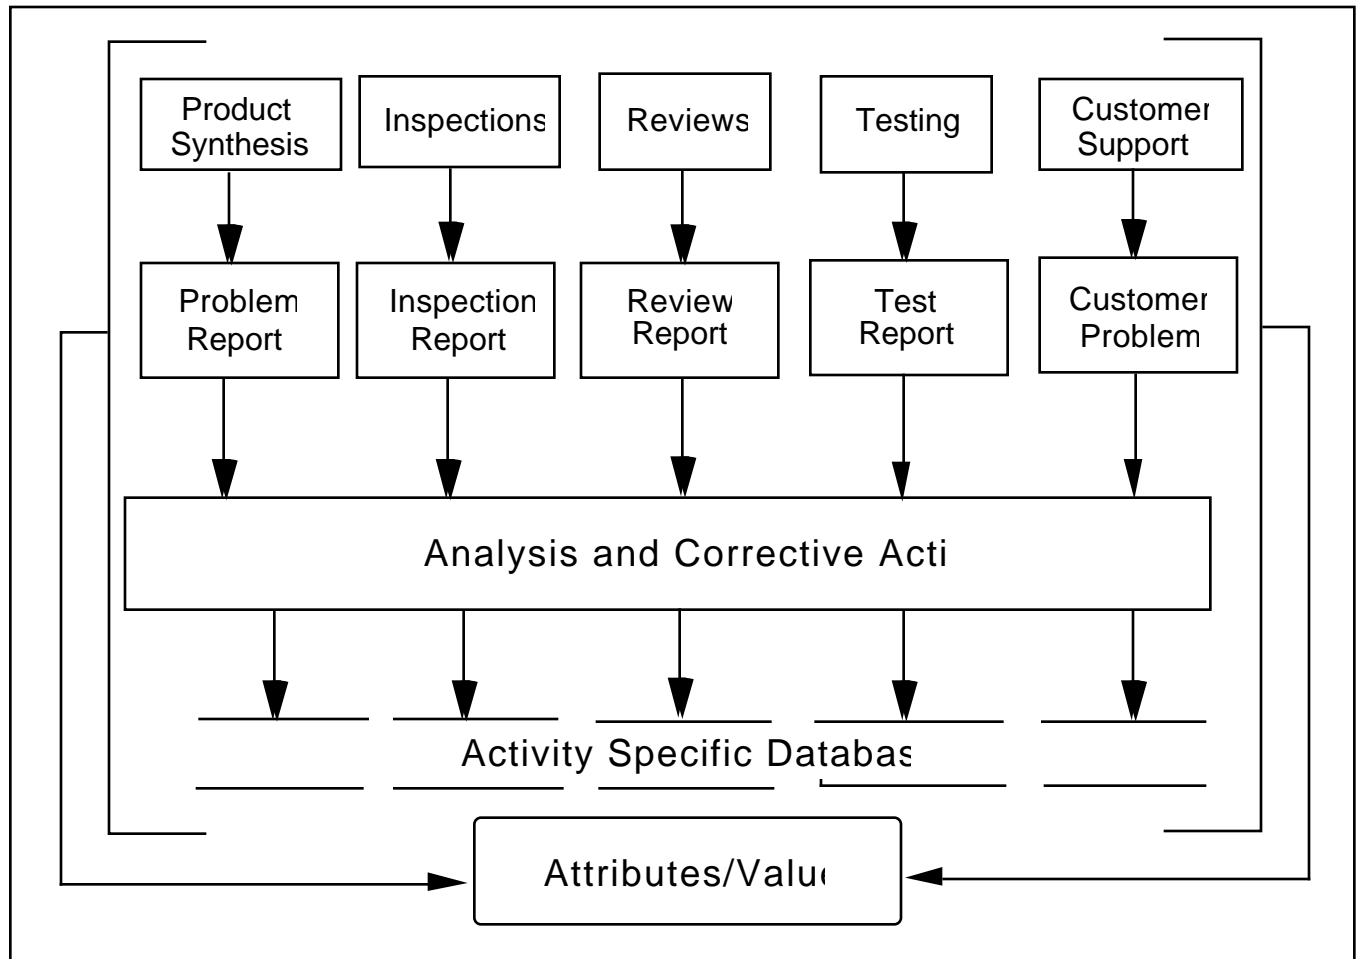 Product
Synthesis
Inspections
Reviews
Testing
Customer
Support
Problem
Report
Inspection
Report
Review
Report
Test
Report
Customer
Problem
Analysis and Corrective Acti
Activity Specific Databas
Attributes/Valu